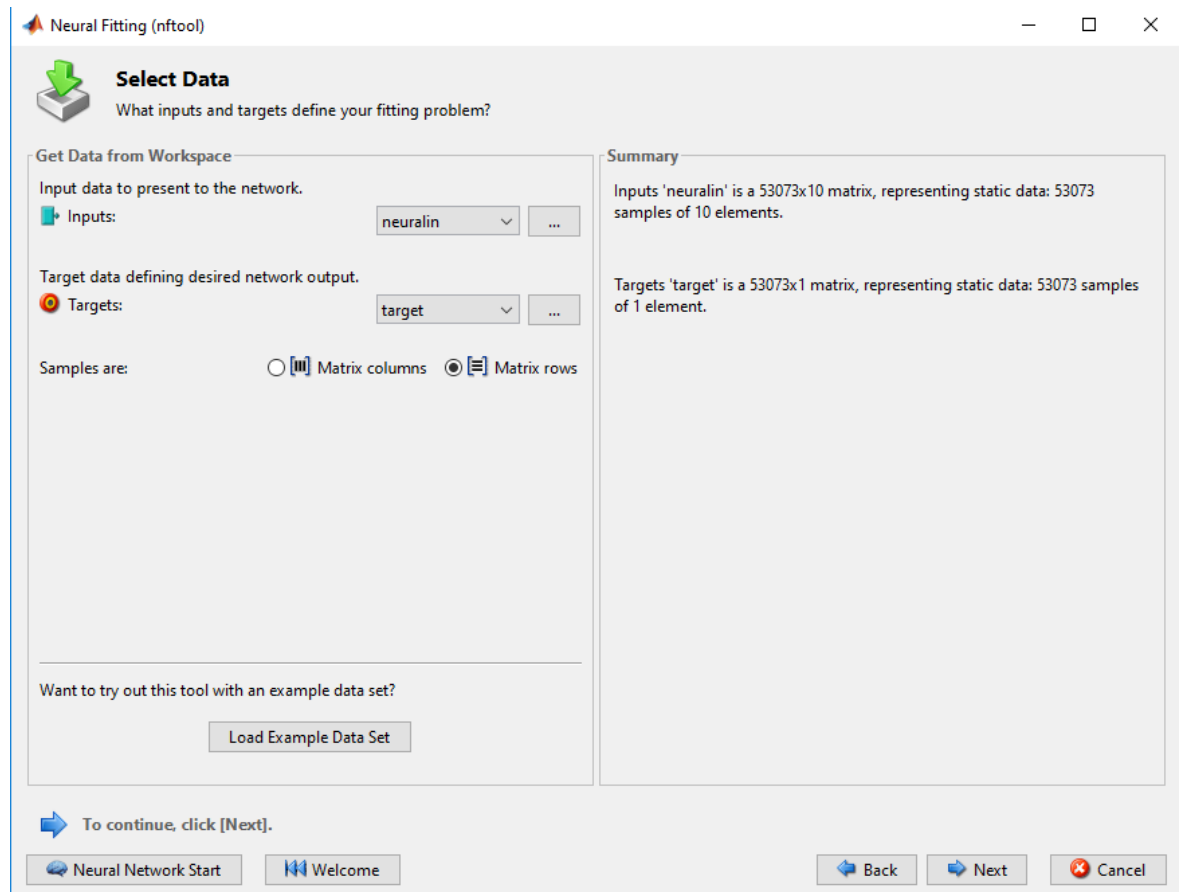 Neural Fitting (nftool)
Select Data
What inputs and targets define your fitting problem?
Get Data from Workspace
Input data to present to the network.
Inputs:
neuralin
...
Target data defining desired network output.
Targets:
target
...
Samples are:
Matrix columns
Matrix rows
Want to try out this tool with an example data set?
Load Example Data Set
Summary
Inputs 'neuralin' is a 53073x10 matrix, representing static data: 53073
samples of 10 elements.
Targets 'target' is a 53073x1 matrix, representing static data: 53073 samples
of 1 element.
To continue, click [Next].
Neural Network Start
Welcome
Back
Next
Cancel